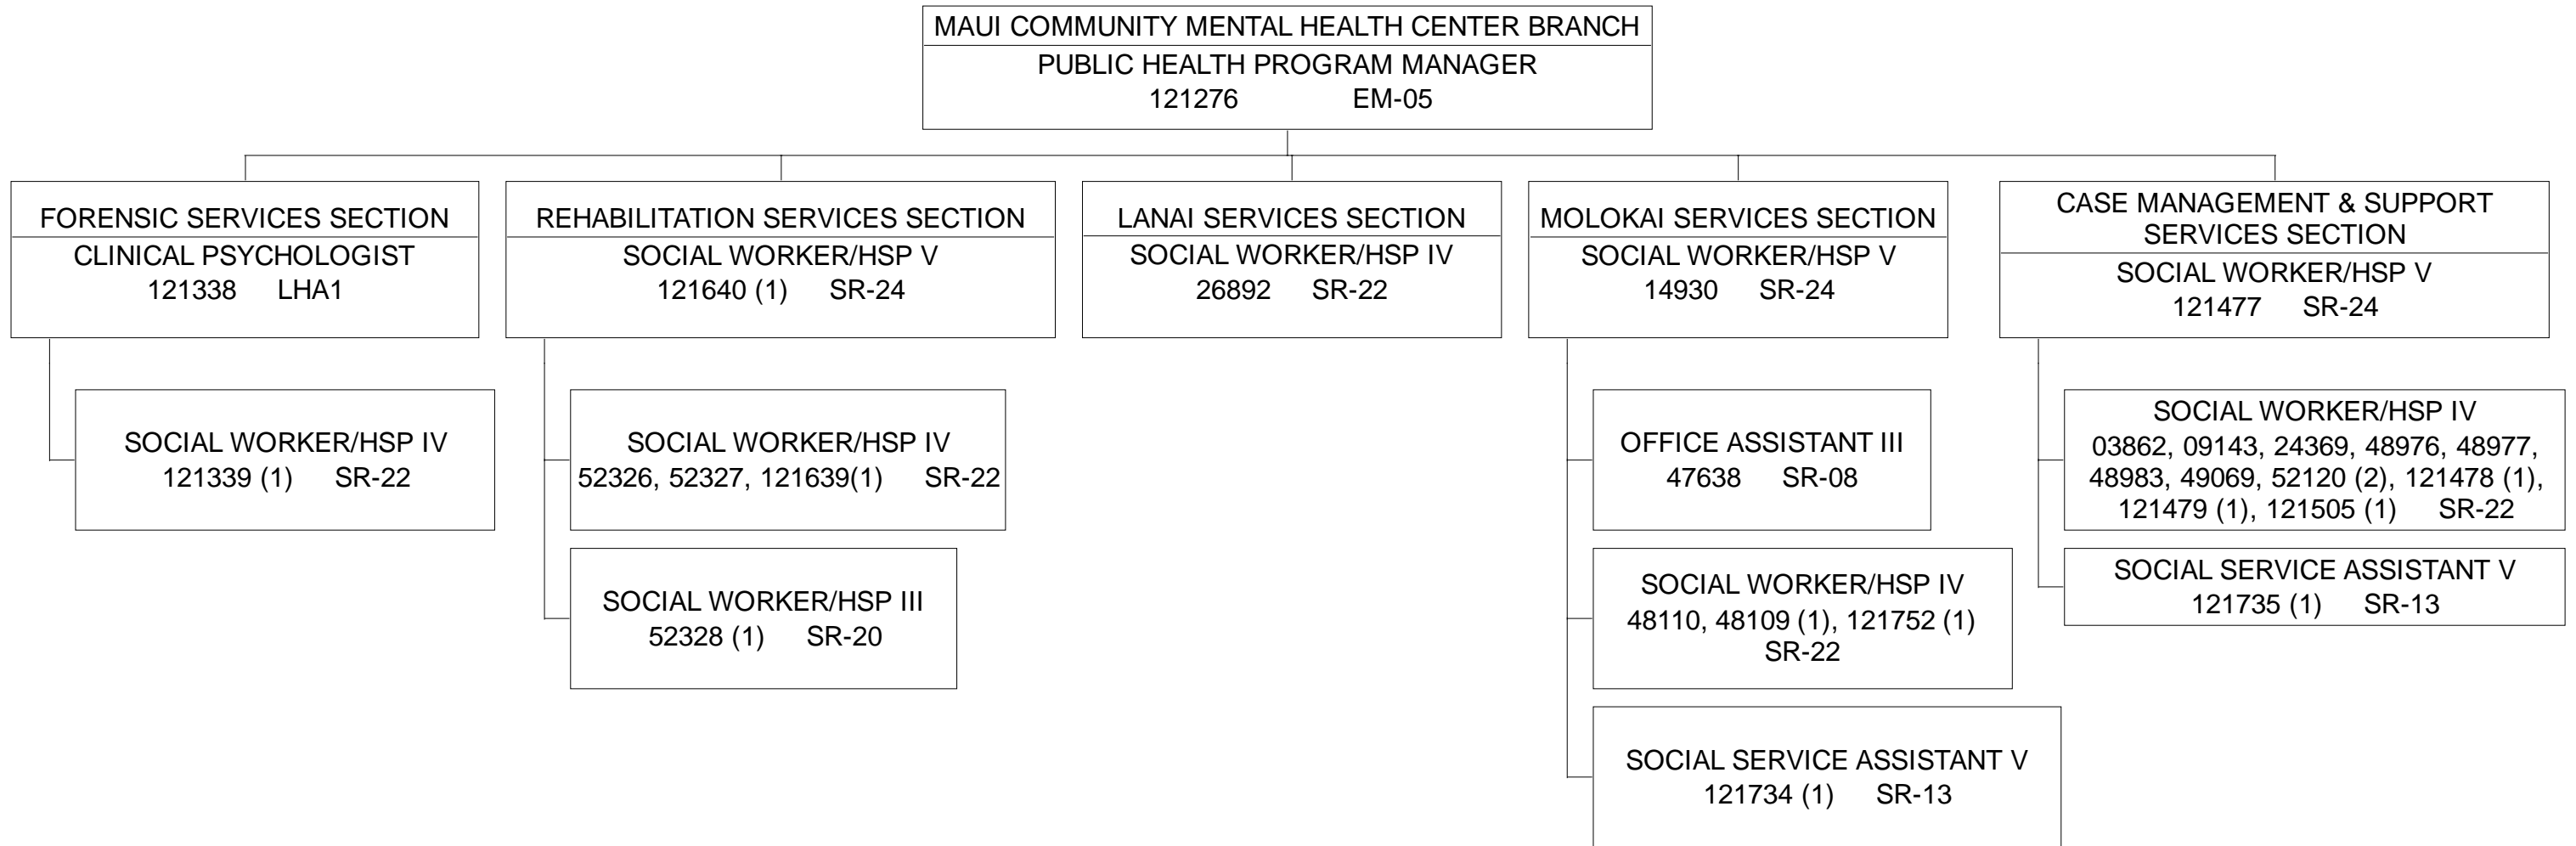 MAUI COMMUNITY MENTAL HEALTH CENTER BRANCH
PUBLIC HEALTH PROGRAM MANAGER
121276 EM-05
FORENSIC SERVICES SECTION
CLINICAL PSYCHOLOGIST
121338 LHA1
SOCIAL WORKER/HSP IV
121339 (1) SR-22
REHABILITATION SERVICES SECTION
SOCIAL WORKER/HSP V
121640 (1) SR-24
SOCIAL WORKER/HSP IV
52326, 52327, 121639(1) SR-22
SOCIAL WORKER/HSP III
52328 (1) SR-20
LANAI SERVICES SECTION
SOCIAL WORKER/HSP IV
26892 SR-22
MOLOKAI SERVICES SECTION
SOCIAL WORKER/HSP V
14930 SR-24
OFFICE ASSISTANT III
47638 SR-08
SOCIAL WORKER/HSP IV
48110, 48109 (1), 121752 (1)
SR-22
SOCIAL SERVICE ASSISTANT V
121734 (1) SR-13
CASE MANAGEMENT & SUPPORT
SERVICES SECTION
SOCIAL WORKER/HSP V
121477 SR-24
SOCIAL WORKER/HSP IV
03862, 09143, 24369, 48976, 48977,
48983, 49069, 52120 (2), 121478 (1),
121479 (1), 121505 (1) SR-22
SOCIAL SERVICE ASSISTANT V
121735 (1) SR-13